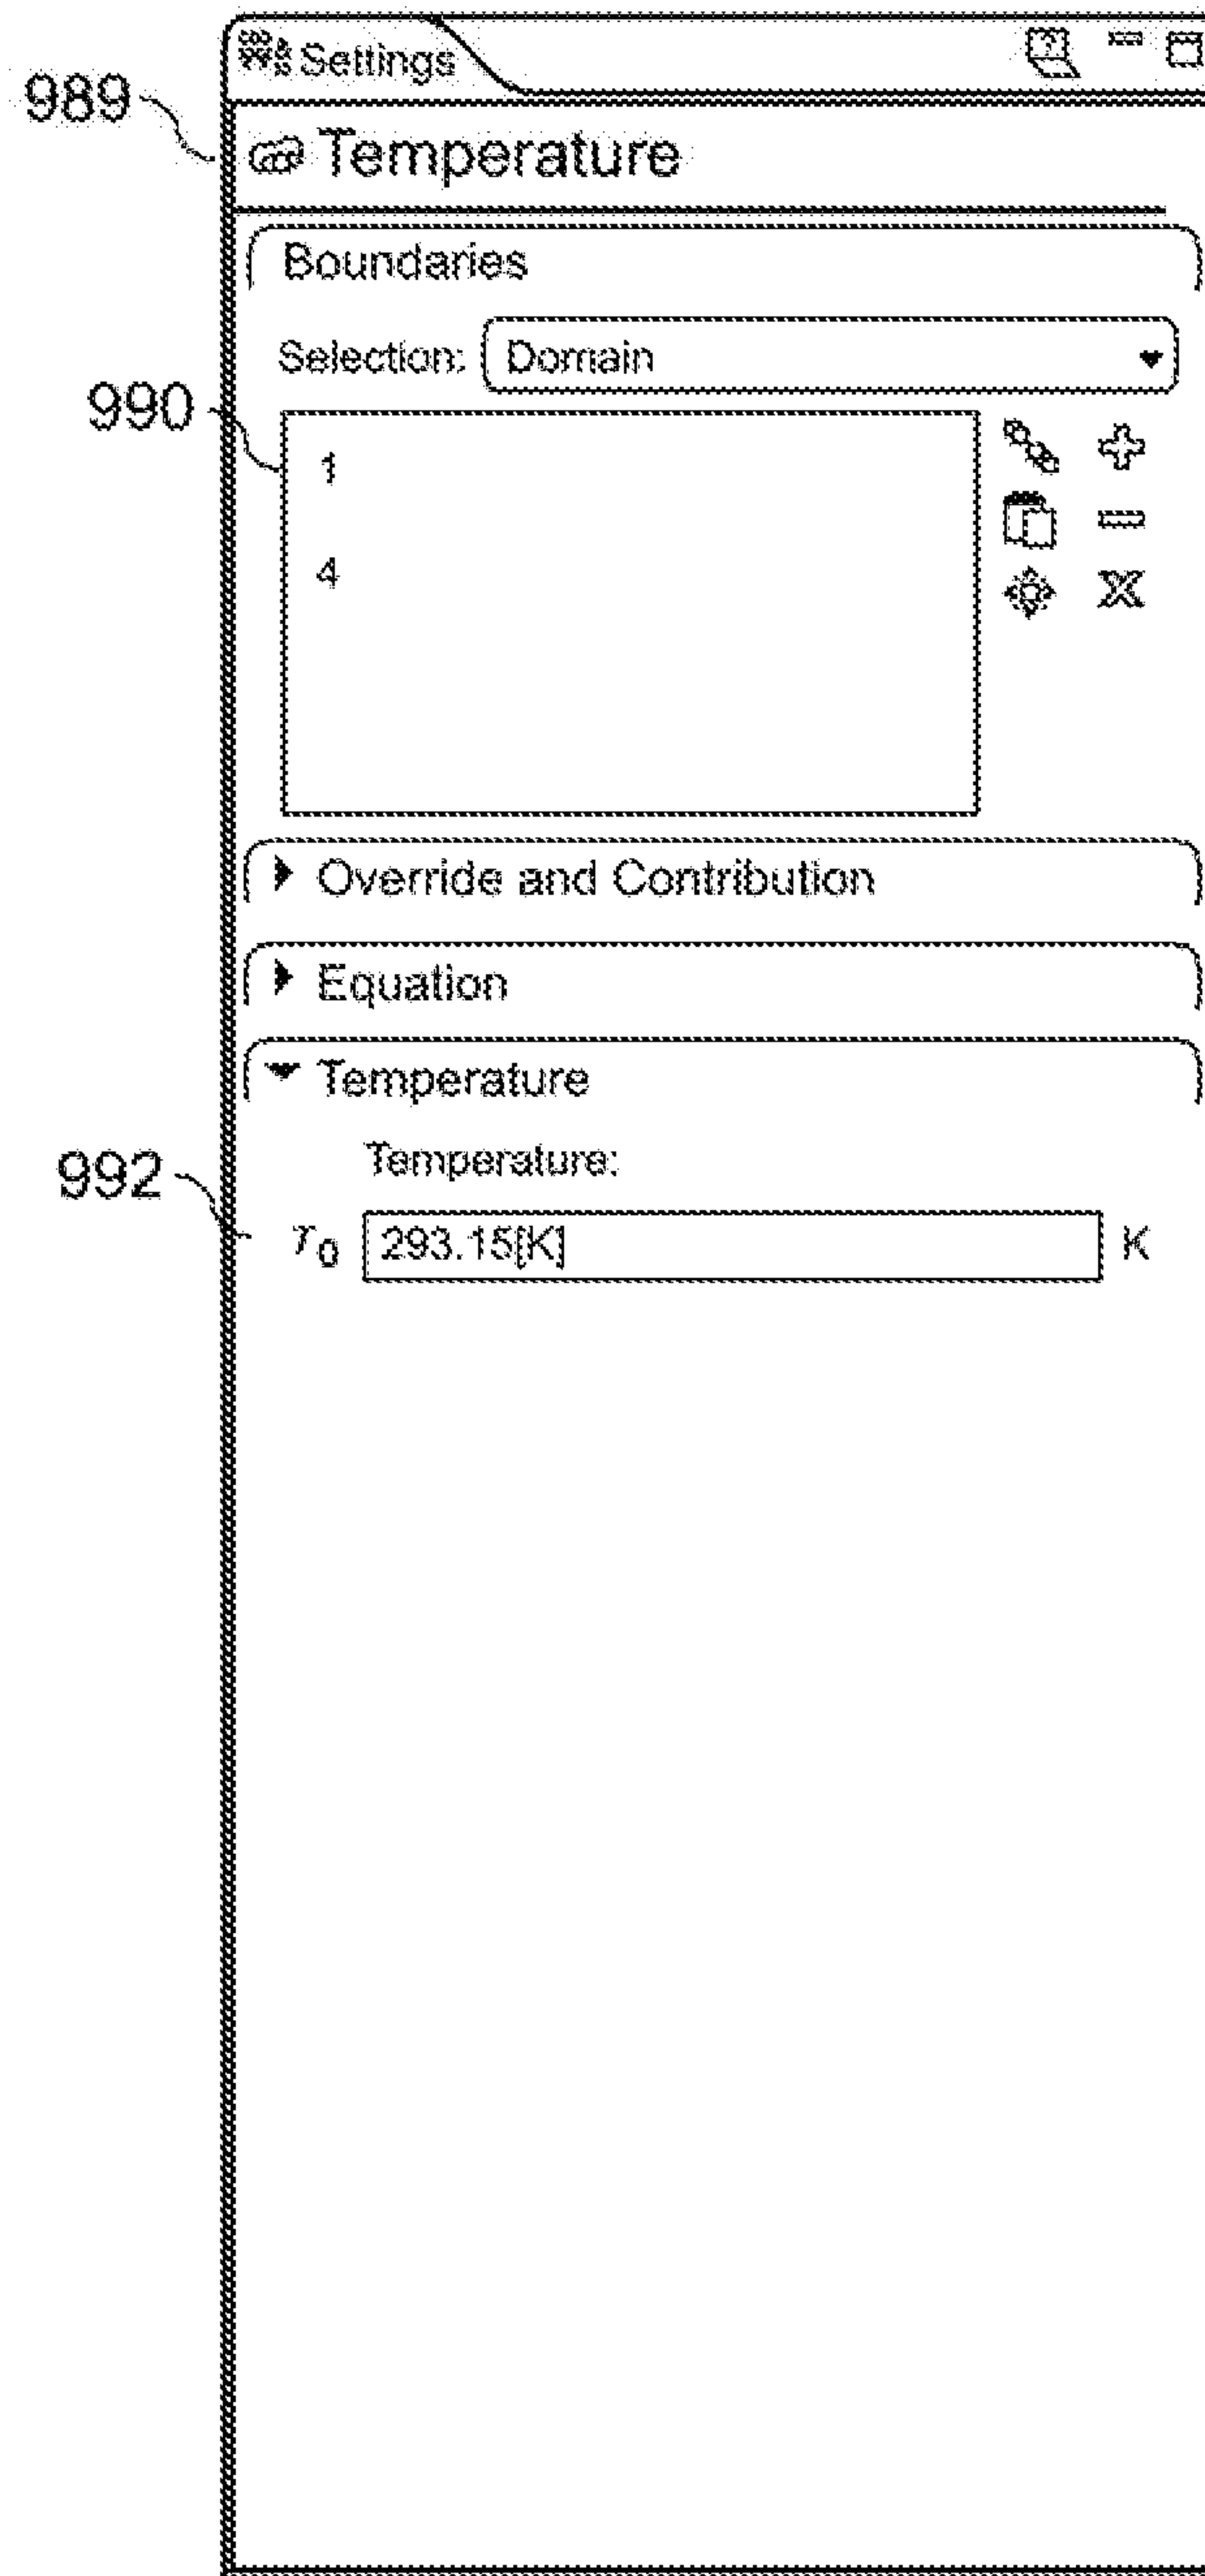 Settings
989
Temperature
Boundaries
Selection: Domain
990
1
4
Override and Contribution
Equation
Temperature
992
Temperature:
T0 293.15[K] K